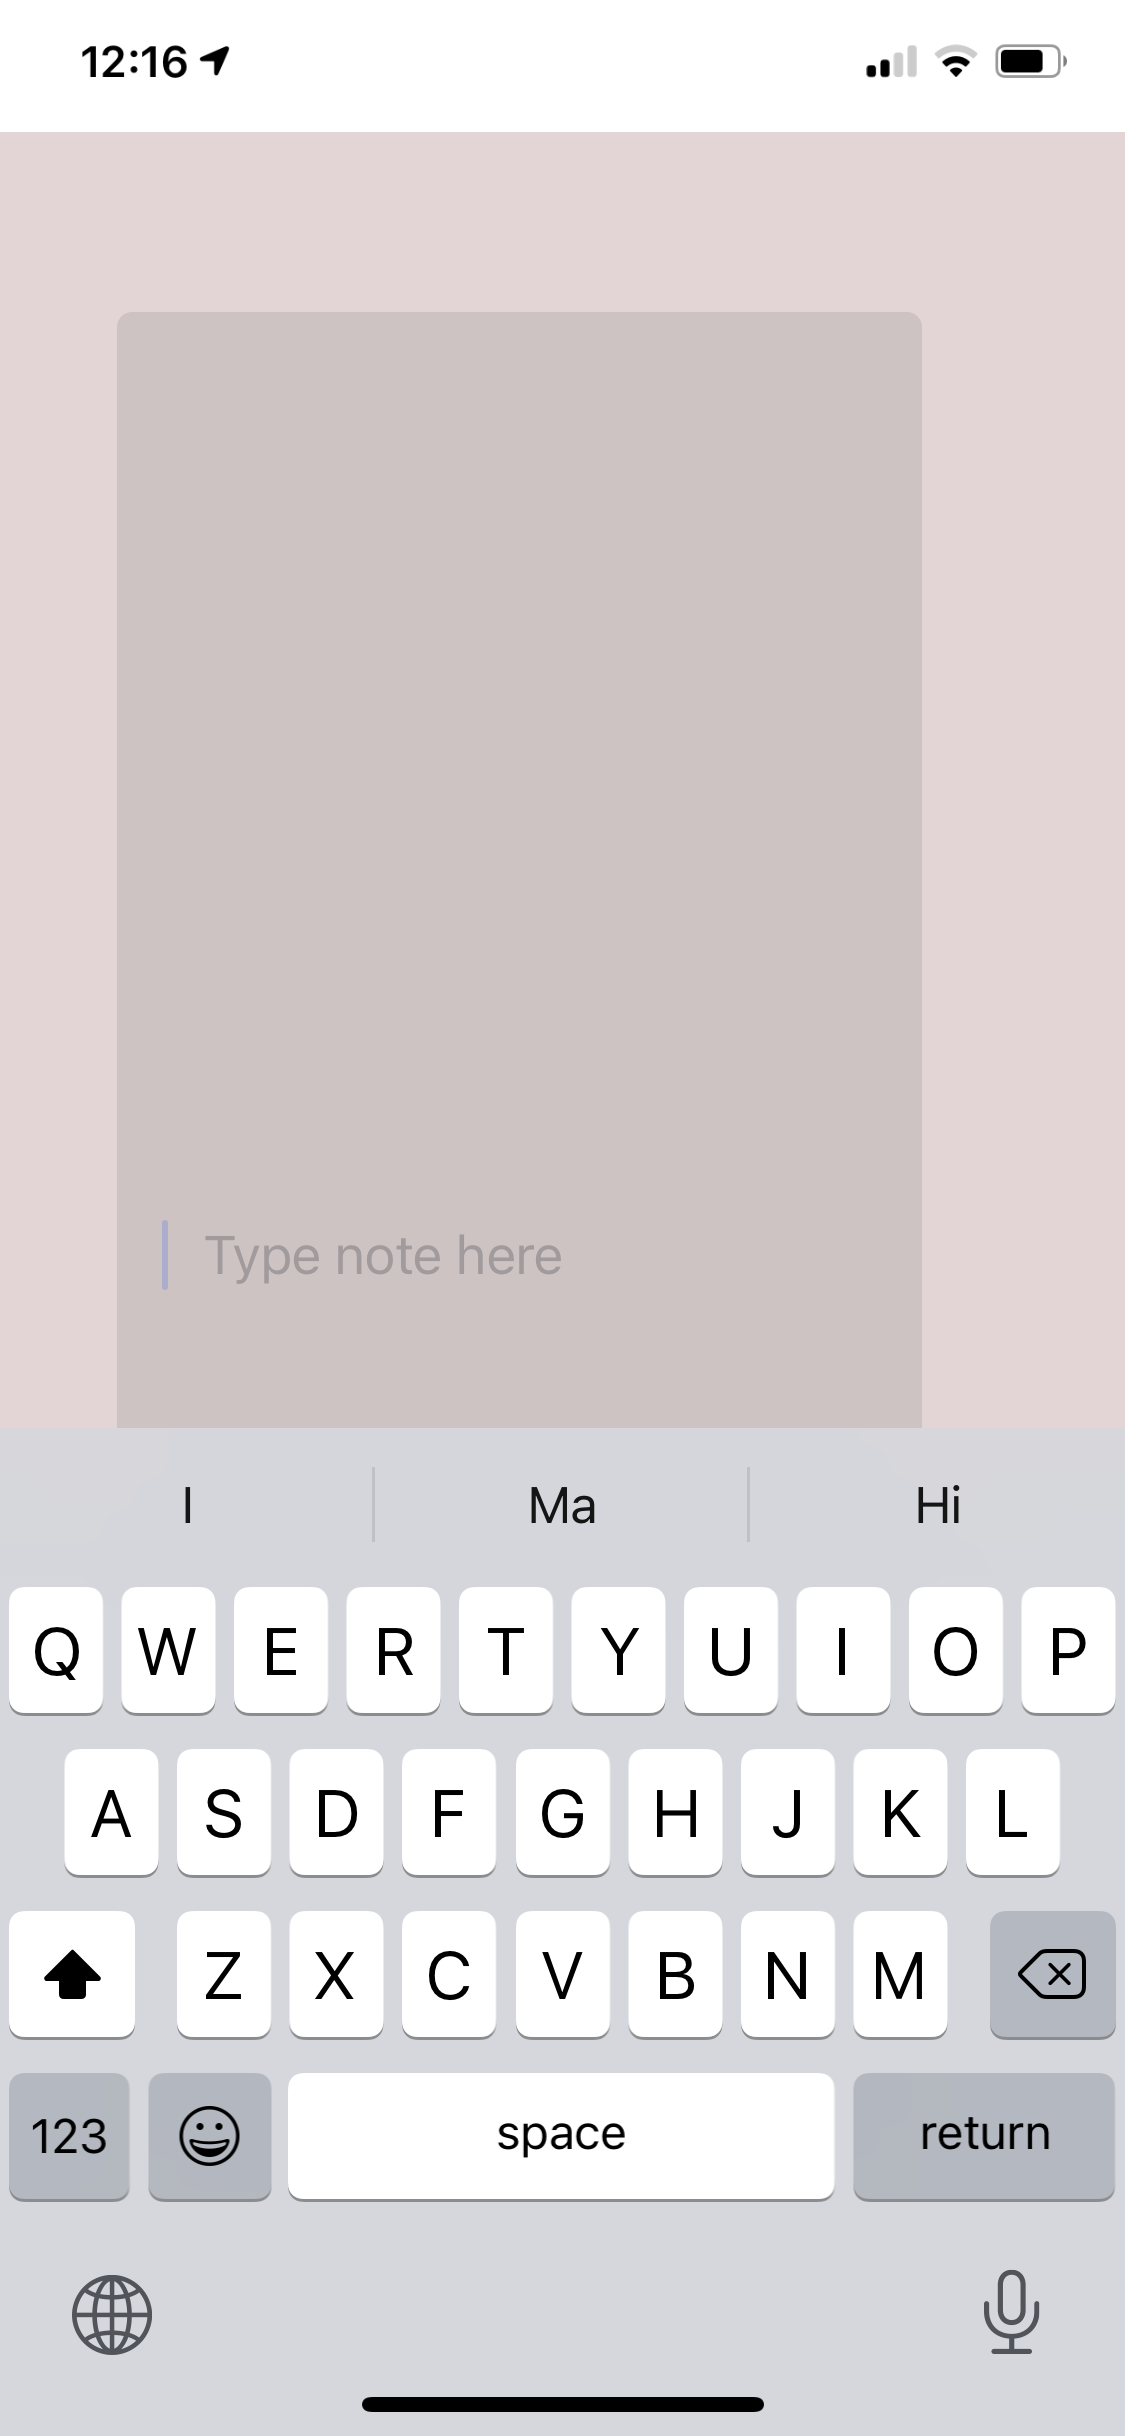 12:16
Type note here
I Ma Hi
Q W E R T Y U I O P
A S D F G H J K L
Z X C V B N M
123 space return